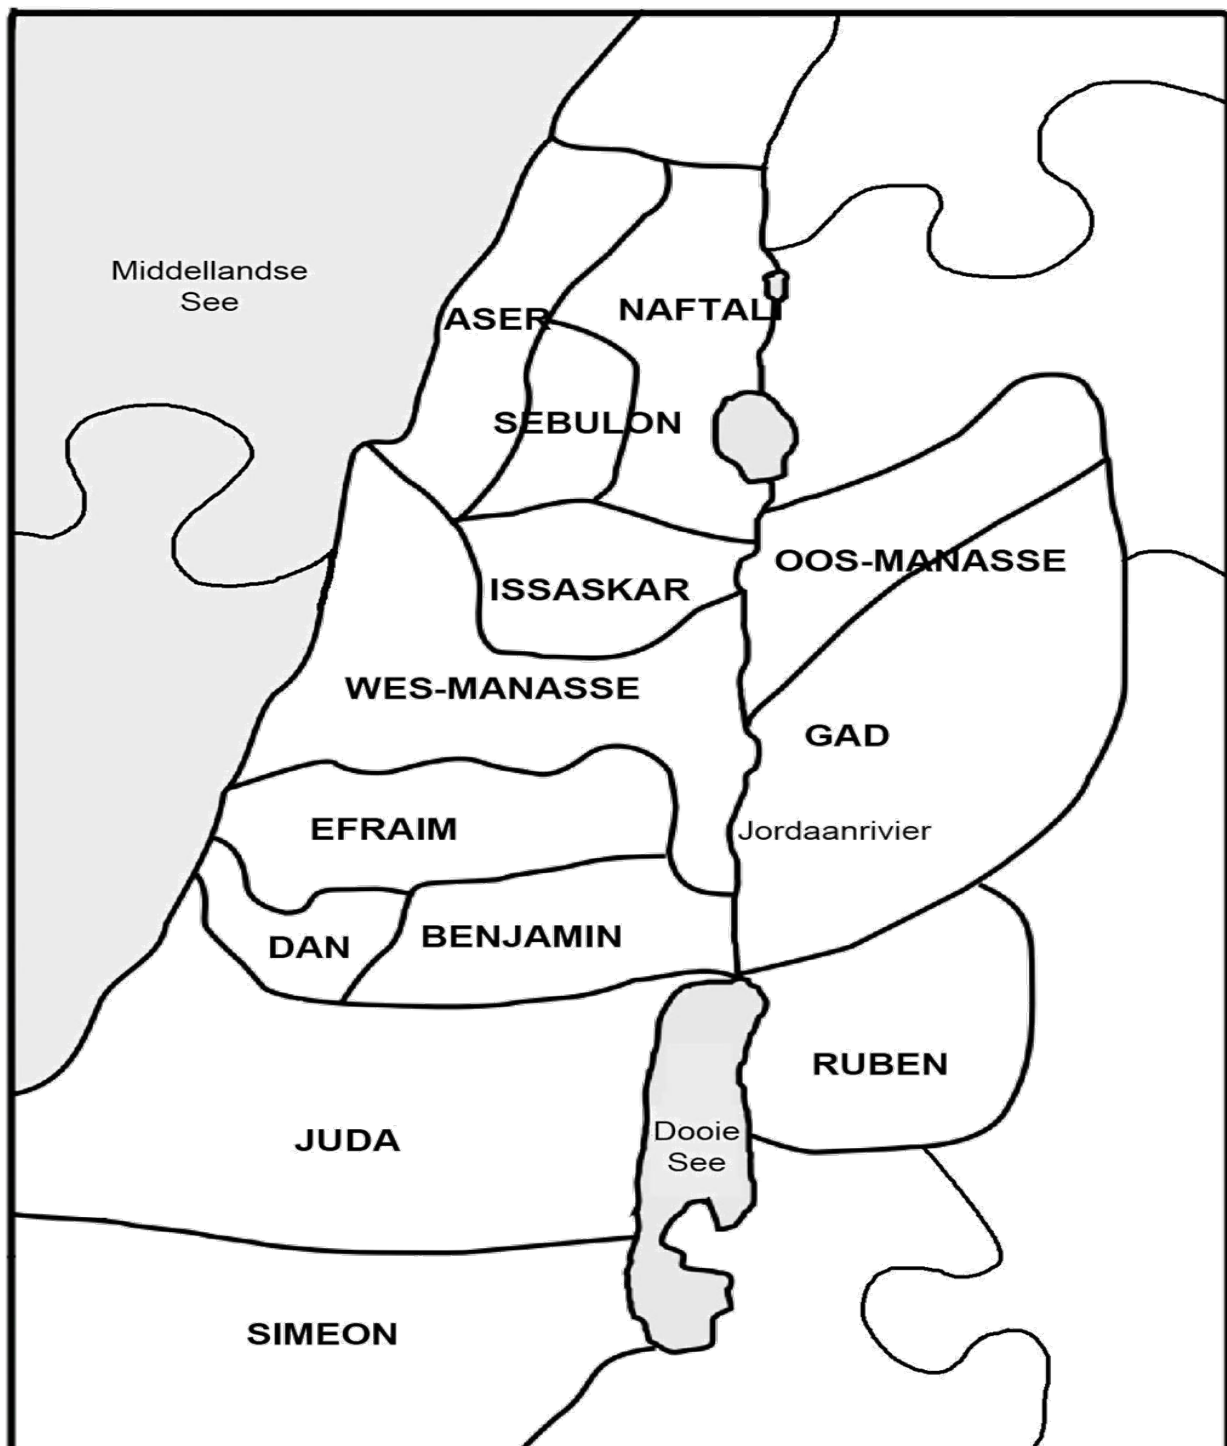 Middellandse
See
ASER
NAFTALI
SEBULON
OOS-MANASSE
ISSASKAR
WES-MANASSE
GAD
EFRAIM
Jordaanrivier
DAN
BENJAMIN
RUBEN
JUDA
Dooie
See
SIMEON